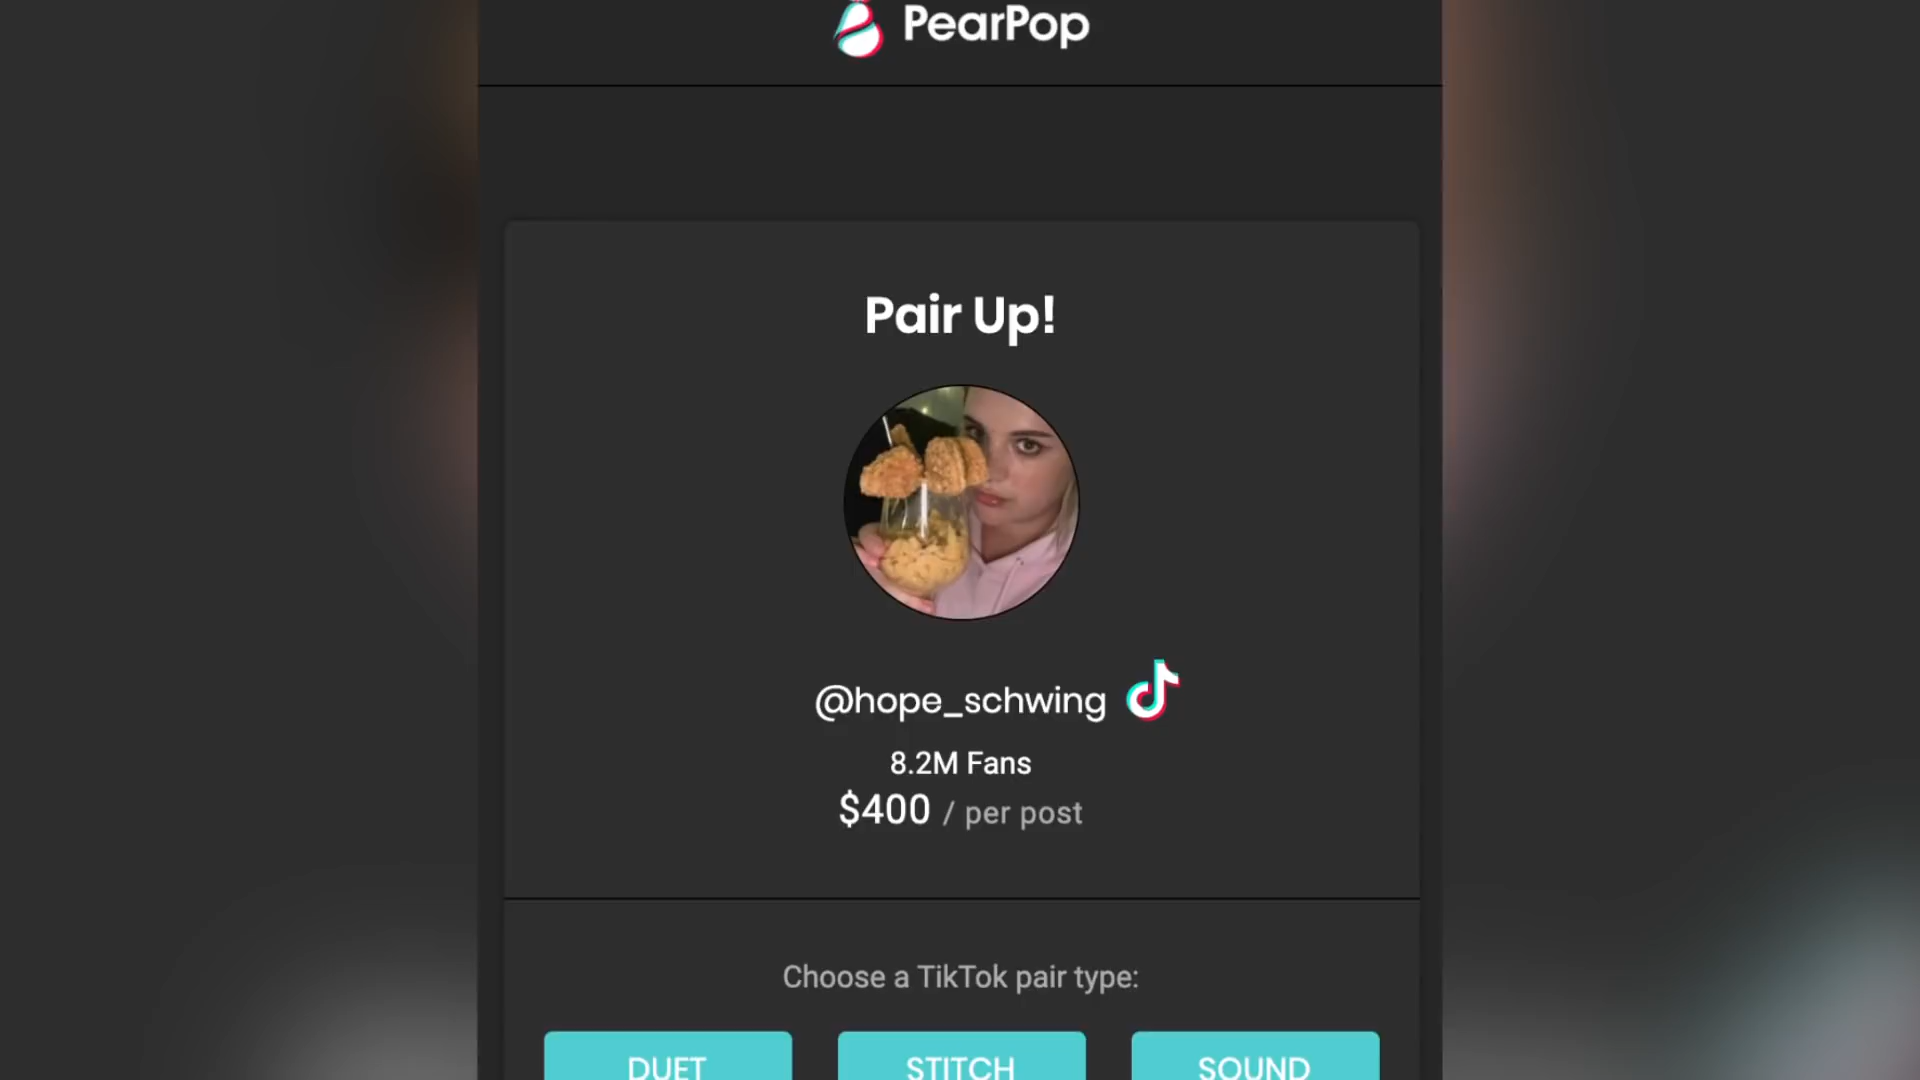 PearPop
Pair Up!
@hope_schwing
8.2M Fans
$400 / per post
Choose a TikTok pair type:
DUET
STITCH
SOUND